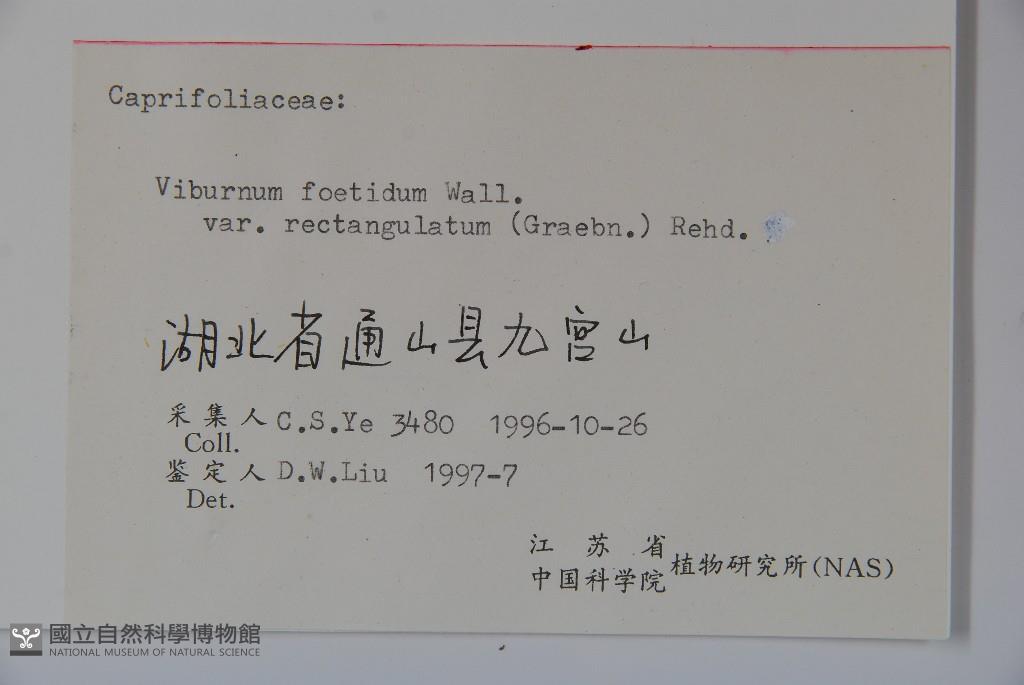 Caprifoliaceae:
Viburnum foetidum Wall.
var. rectangulatum (Graebn.) Rehd.
湖北省通山县九宫山
采集人 C.S.Ye 3480 1996-10-26
Coll.
鉴定人 D.W.Liu 1997-7
Det.
江苏省
中国科学院 植物研究所(NAS)
國立自然科學博物館
NATIONAL MUSEUM OF NATURAL SCIENCE